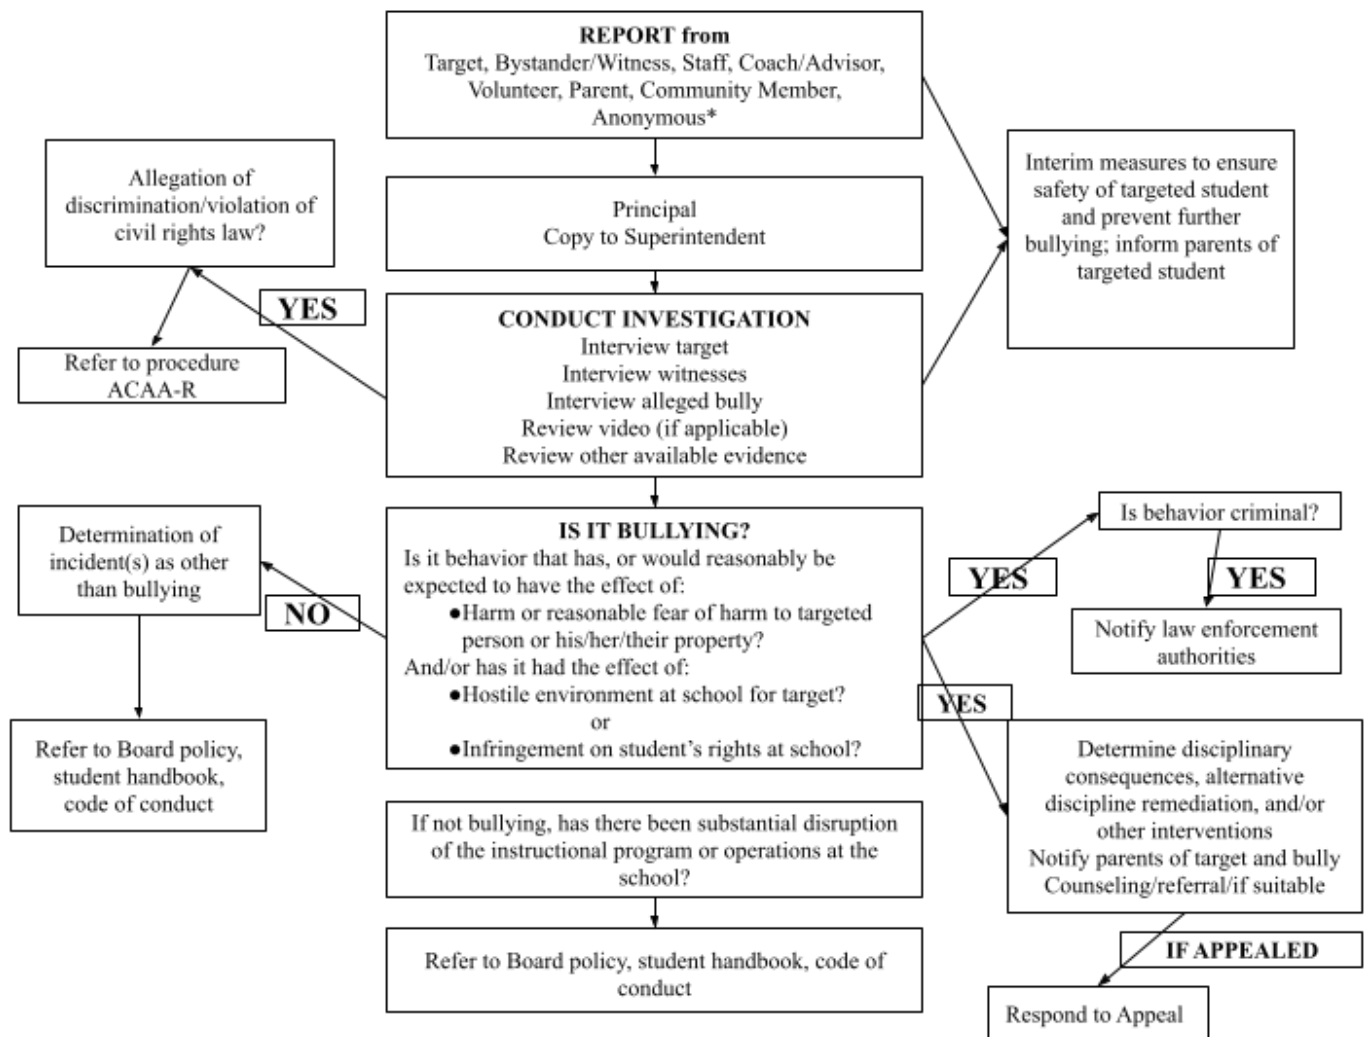 REPORT from
Target, Bystander/Witness, Staff, Coach/Advisor,
Volunteer, Parent, Community Member,
Anonymous*
Allegation of
discrimination/violation of
civil rights law?
Principal
Copy to Superintendent
Interim measures to ensure
safety of targeted student
and prevent further
bullying; inform parents of
targeted student
YES
Refer to procedure
ACAA-R
CONDUCT INVESTIGATION
Interview target
Interview witnesses
Interview alleged bully
Review video (if applicable)
Review other available evidence
Determination of
incident(s) as other
than bullying
NO
Refer to Board policy,
student handbook,
code of conduct
IS IT BULLYING?
Is it behavior that has, or would reasonably be
expected to have the effect of:
●Harm or reasonable fear of harm to targeted
person or his/her/their property?
And/or has it had the effect of:
●Hostile environment at school for target?
or
●Infringement on student's rights at school?
YES
Is behavior criminal?
YES
Notify law enforcement
authorities
YES
Determine disciplinary
consequences, alternative
discipline remediation, and/or
other interventions
Notify parents of target and bully
Counseling/referral/if suitable
If not bullying, has there been substantial disruption
of the instructional program or operations at the
school?
Refer to Board policy, student handbook, code of
conduct
IF APPEALED
Respond to Appeal